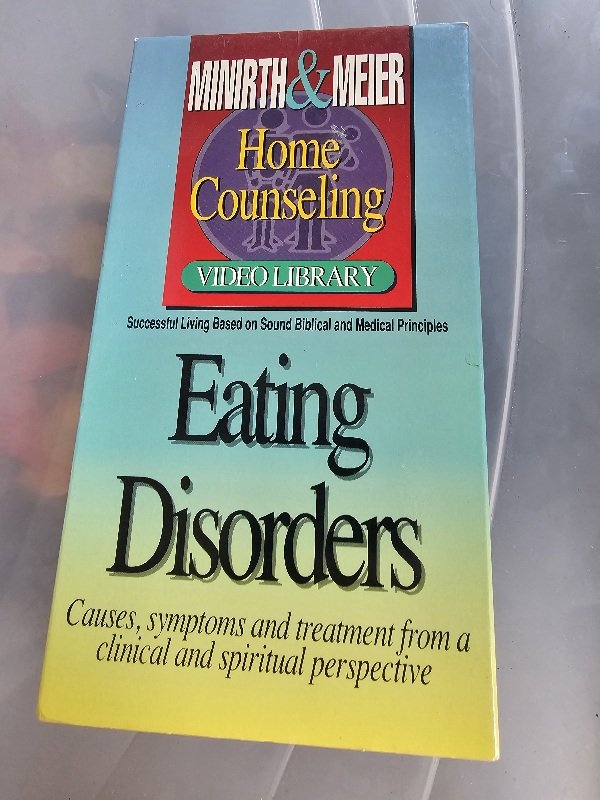 MINIRTH & MEIER
Home
Counseling
VIDEO LIBRARY
Successful Living Based on Sound Biblical and Medical Principles
Eating
Disorders
Causes, symptoms and treatment from a
clinical and spiritual perspective